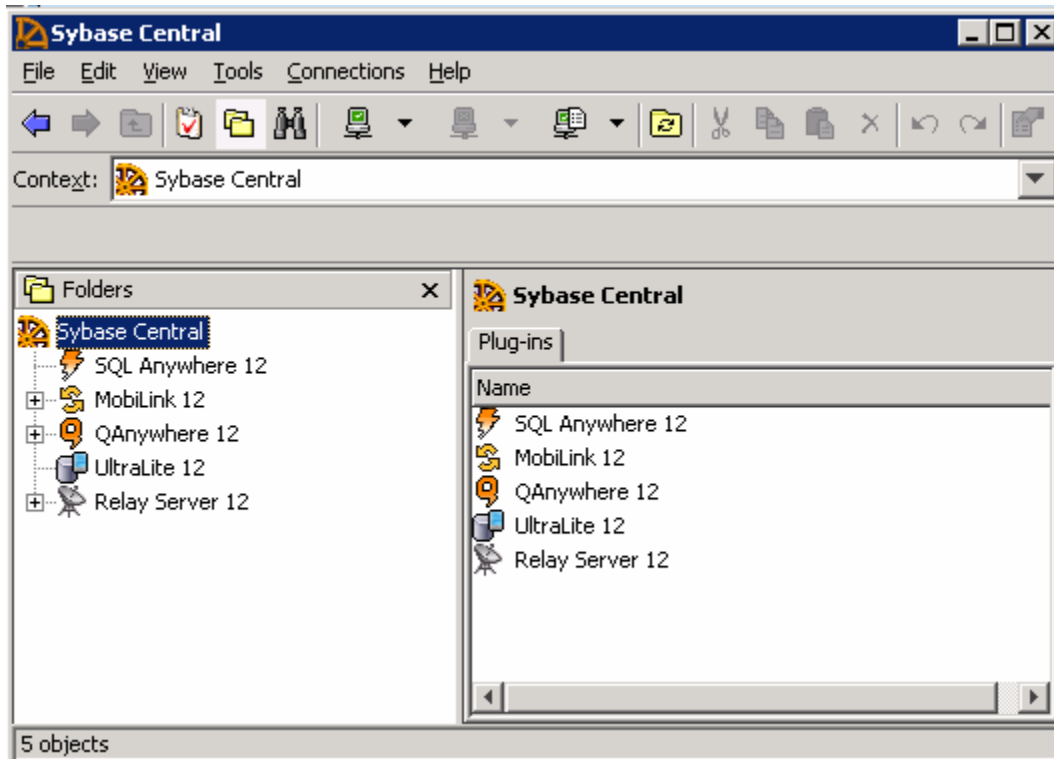 Sybase Central
File Edit View Tools Connections Help
Context: Sybase Central
Folders
Sybase Central
SQL Anywhere 12
MobiLink 12
QAnywhere 12
UltraLite 12
Relay Server 12
Sybase Central
Plug-ins
Name
SQL Anywhere 12
MobiLink 12
QAnywhere 12
UltraLite 12
Relay Server 12
5 objects